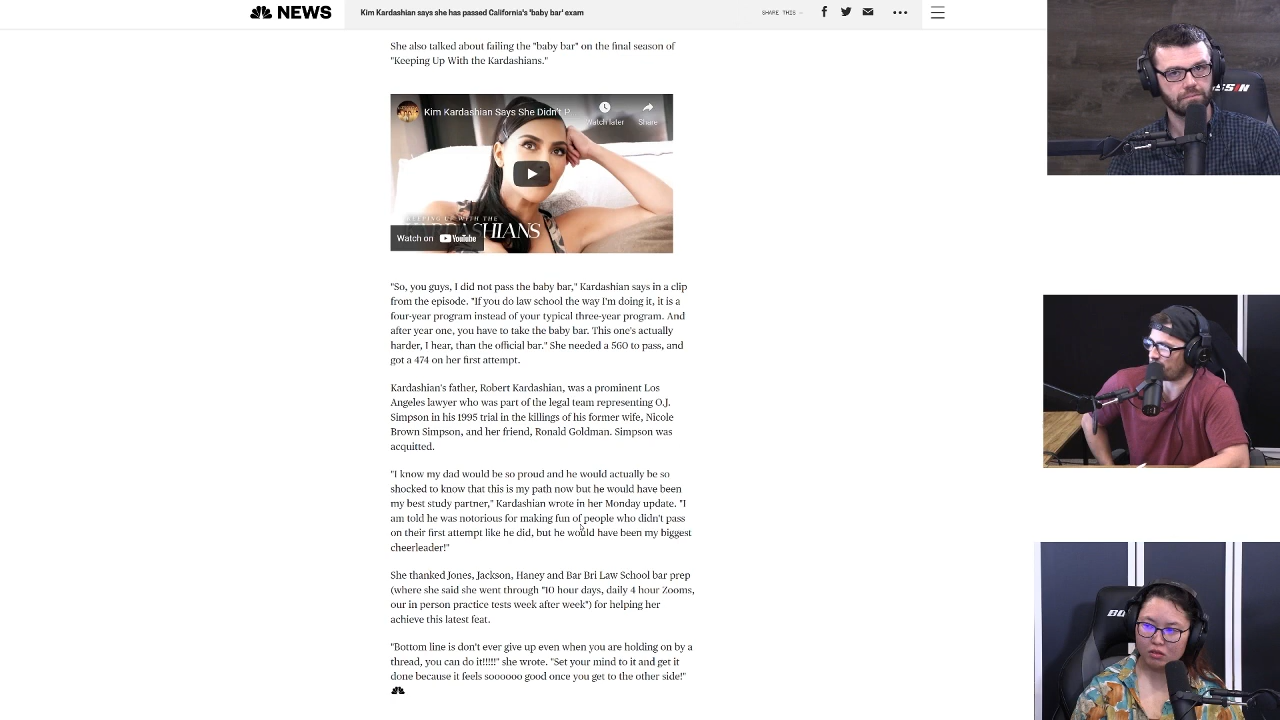 NEWS
Kim Kardashian says she has passed California's 'baby bar' exam
SHARE THIS
She also talked about failing the "baby bar" on the final season of
"Keeping Up With the Kardashians."
Kim Kardashian Says She Didn't P
Watch later
Share
KEEPING UP WITH THE
KARDASHIANS
Watch on YouTube
"So, you guys, I did not pass the baby bar," Kardashian says in a clip
from the episode. "If you do law school the way I'm doing it, it is a
four-year program instead of your typical three-year program. And
after year one, you have to take the baby bar. This one's actually
harder, I hear, than the official bar." She needed a 560 to pass, and
got a 474 on her first attempt.
Kardashian's father, Robert Kardashian, was a prominent Los
Angeles lawyer who was part of the legal team representing O.J.
Simpson in his 1995 trial in the killings of his former wife, Nicole
Brown Simpson, and her friend, Ronald Goldman. Simpson was
acquitted.
"I know my dad would be so proud and he would actually be so
shocked to know that this is my path now but he would have been
my best study partner," Kardashian wrote in her Monday update. "I
am told he was notorious for making fun of people who didn't pass
on their first attempt like he did, but he would have been my biggest
cheerleader!"
She thanked Jones, Jackson, Haney and Bar Bri Law School bar prep
(where she said she went through "10 hour days, daily 4 hour Zooms,
our in person practice tests week after week") for helping her
achieve this latest feat.
"Bottom line is don't ever give up even when you are holding on by a
thread, you can do it!!!!!" she wrote. "Set your mind to it and get it
done because it feels soooooo good once you get to the other side!"